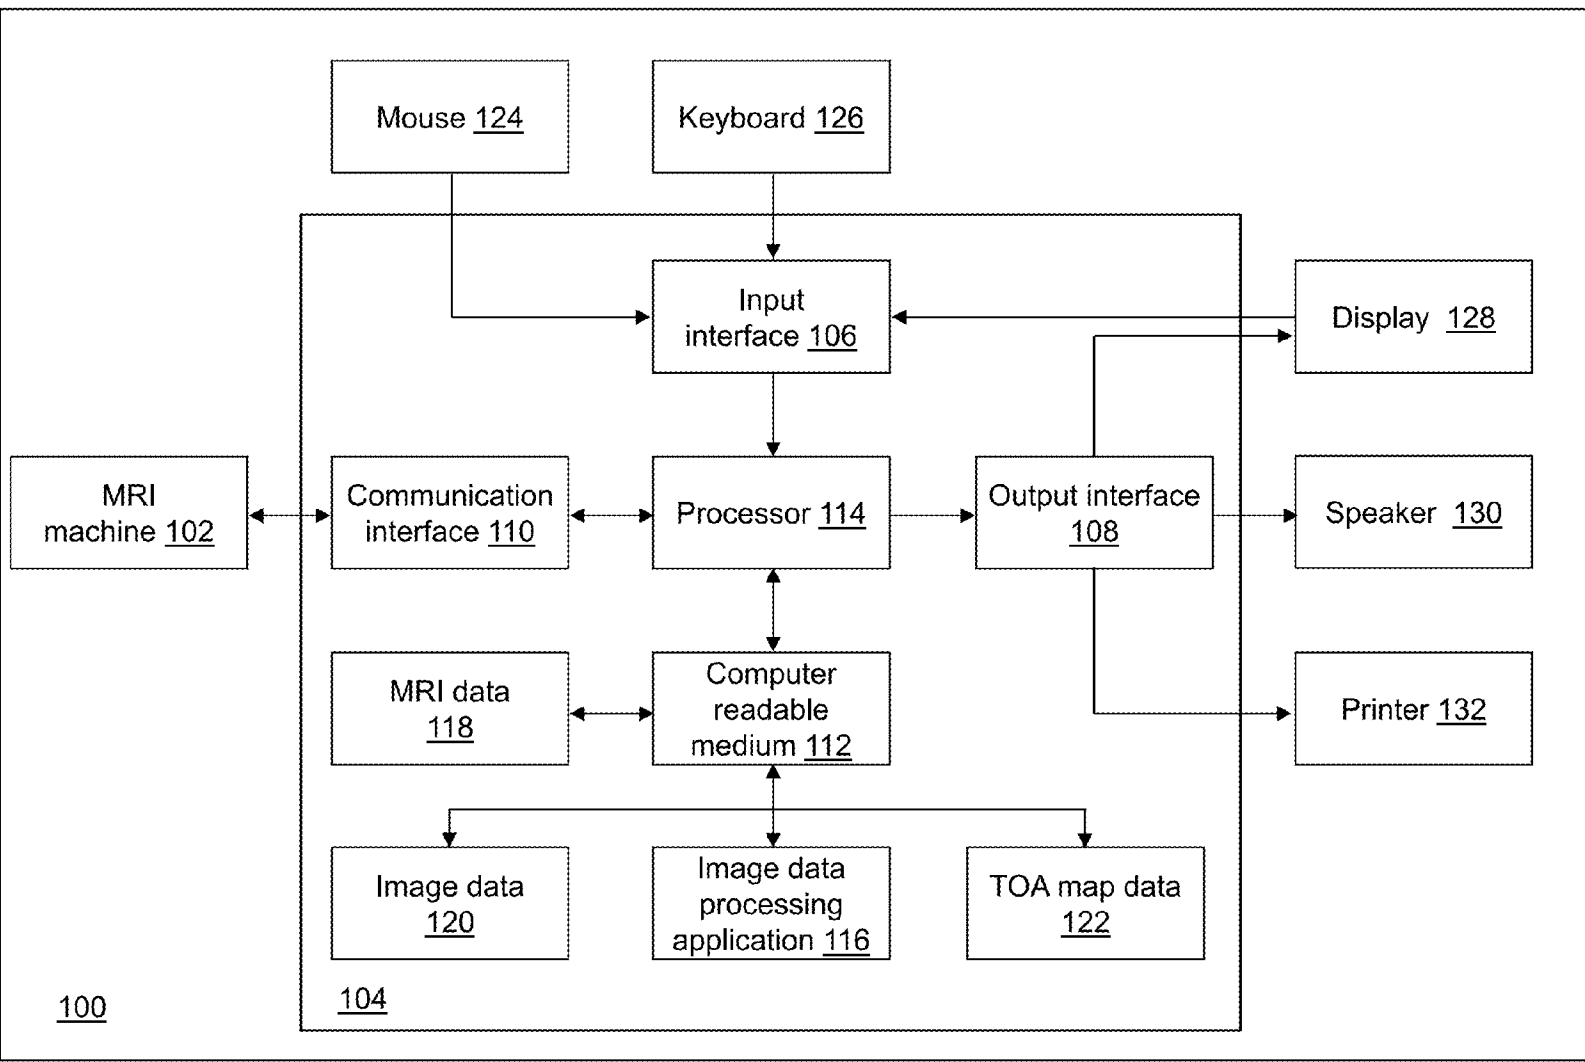 Mouse 124
Keyboard 126
Input
interface 106
Display 128
MRI
machine 102
Communication
interface 110
Processor 114
Output interface
108
Speaker 130
MRI data
118
Computer
readable
medium 112
Printer 132
Image data
120
Image data
processing
application 116
TOA map data
122
100
104